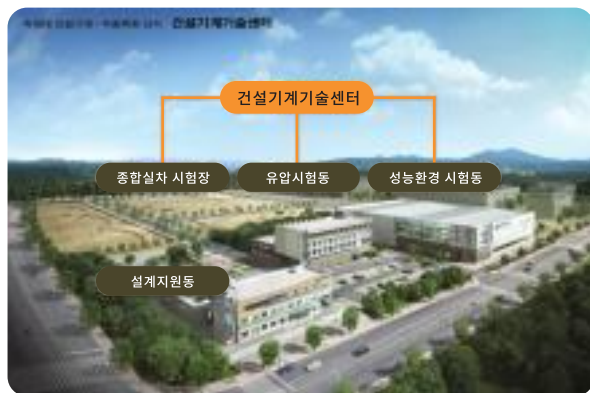 건설기계기술센터
건설기계기술센터
종합실차 시험장
유압시험동
성능환경 시험동
설계지원동